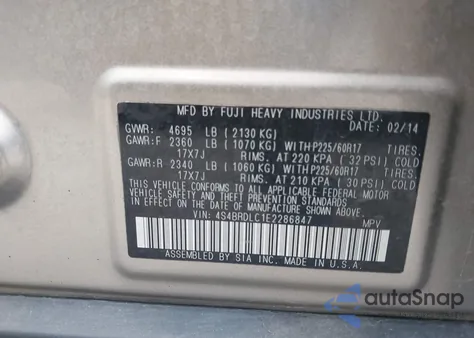 MFD BY FUJI HEAVY INDUSTRIES LTD. DATE: 02/14
GVWR: 4695 LB (2130 KG)
GAWR:F 2360 LB (1070 KG) WITH P225/60R17 TIRES.
17X7J RIMS. AT 220 KPA (32 PSI) COLD
GAWR:R 2340 LB (1060 KG) WITH P225/60R17 TIRES.
17X7J RIMS. AT 210 KPA (30 PSI) COLD
THIS VEHICLE CONFORMS TO ALL APPLICABLE FEDERAL MOTOR
VEHICLE SAFETY STANDARDS IN EFFECT ON THE DATE OF
MANUFACTURE SHOWN ABOVE.
VIN: 4S4BRDLC1E2286847 MPV
ASSEMBLED BY SIA INC. MADE IN U.S.A.
autoSnap
Powered by AutoBidMaster